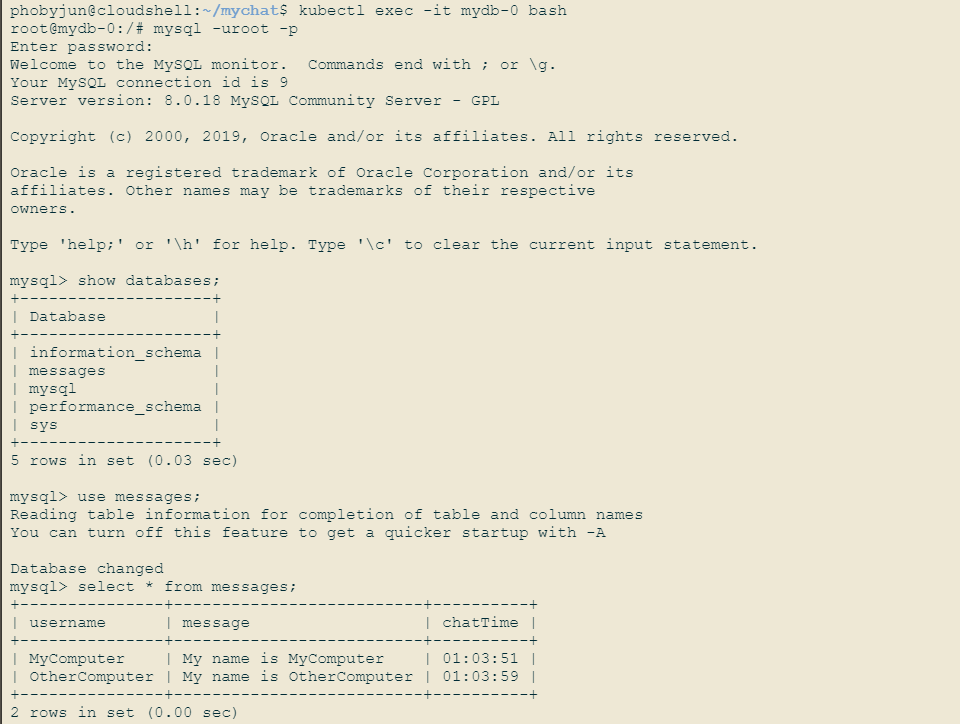 phobyjun@cloudshell:~/mychat$ kubectl exec -it mydb-0 bash
root@mydb-0:/# mysql -uroot -p
Enter password:
Welcome to the MySQL monitor.  Commands end with ; or \g.
Your MySQL connection id is 9
Server version: 8.0.18 MySQL Community Server - GPL

Copyright (c) 2000, 2019, Oracle and/or its affiliates. All rights reserved.

Oracle is a registered trademark of Oracle Corporation and/or its
affiliates. Other names may be trademarks of their respective
owners.

Type 'help;' or '\h' for help. Type '\c' to clear the current input statement.

mysql> show databases;
+--------------------+
| Database           |
+--------------------+
| information_schema |
| messages           |
| mysql              |
| performance_schema |
| sys                |
+--------------------+
5 rows in set (0.03 sec)

mysql> use messages;
Reading table information for completion of table and column names
You can turn off this feature to get a quicker startup with -A

Database changed
mysql> select * from messages;
+---------------+--------------------------+----------+
| username      | message                  | chatTime |
+---------------+--------------------------+----------+
| MyComputer    | My name is MyComputer    | 01:03:51 |
| OtherComputer | My name is OtherComputer | 01:03:59 |
+---------------+--------------------------+----------+
2 rows in set (0.00 sec)